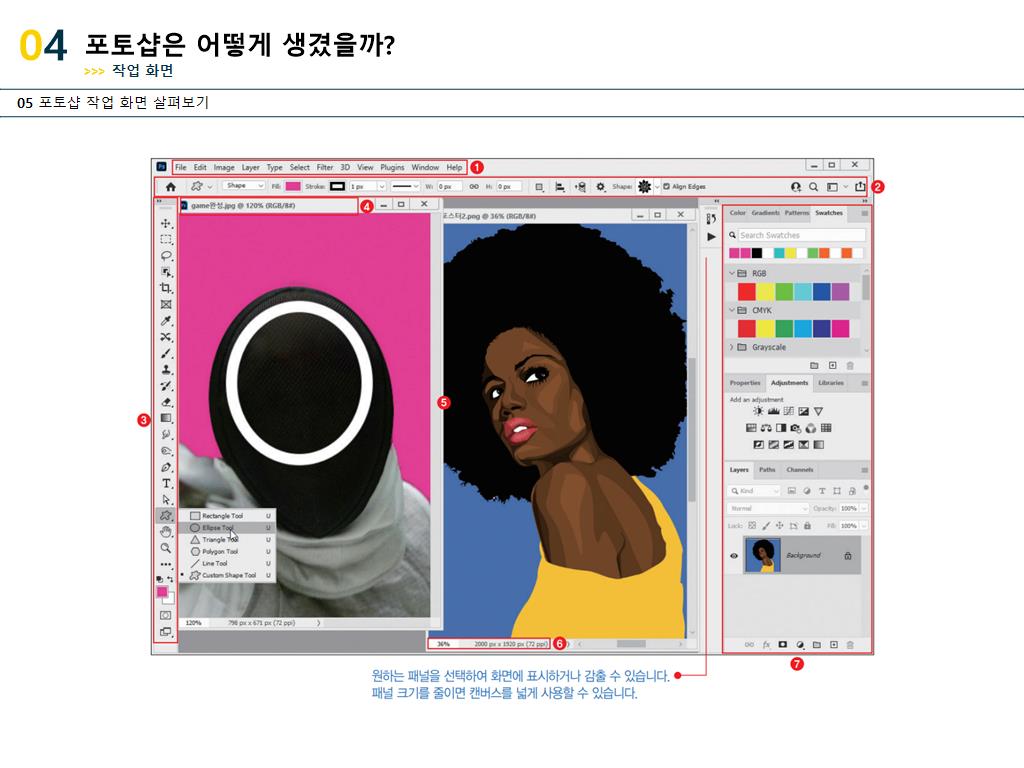 04 포토샵은 어떻게 생겼을까?
>>> 작업 화면
05 포토샵 작업 화면 살펴보기
Ps File Edit Image Layer Type Select Filter 3D View Plugins Window Help 1
Shape Fill: Stroke: 1 px W: 0 px H: 0 px Shape: Align Edges 2
Ps game완성.jpg @ 120% (RGB/8#) 4
포스터2.png @ 36% (RGB/8#)
Color Gradients Patterns Swatches
Search Swatches
RGB
CMYK
Grayscale
Properties Adjustments Libraries
Add an adjustment
3
5
Layers Paths Channels
Kind
Normal Opacity: 100%
Lock: Fill: 100%
Background
fx
Rectangle Tool U
Ellipse Tool U
Triangle Tool U
Polygon Tool U
Line Tool U
Custom Shape Tool U
120% 798 px x 671 px (72 ppi)
36% 2000 px x 1920 px (72 ppi) 6
7
원하는 패널을 선택하여 화면에 표시하거나 감출 수 있습니다.
패널 크기를 줄이면 캔버스를 넓게 사용할 수 있습니다.